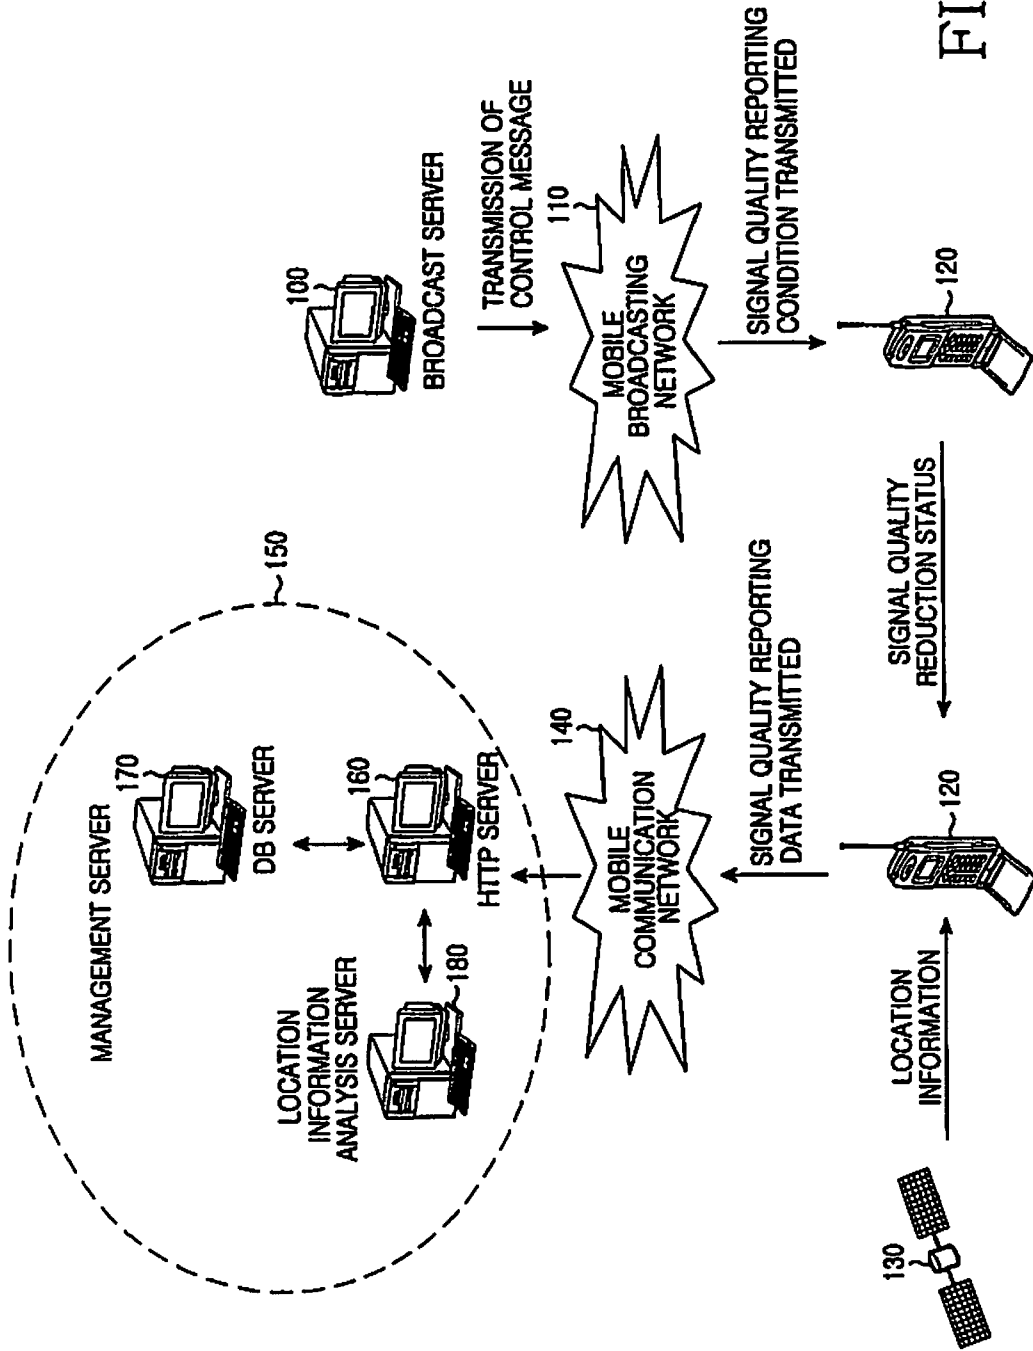 MANAGEMENT SERVER
170
DB SERVER
150
LOCATION
INFORMATION
ANALYSIS SERVER
180
160
HTTP SERVER
100
BROADCAST SERVER
TRANSMISSION OF
CONTROL MESSAGE
140
MOBILE
COMMUNICATION
NETWORK
110
MOBILE
BROADCASTING
NETWORK
SIGNAL QUALITY REPORTING
DATA TRANSMITTED
SIGNAL QUALITY REPORTING
CONDITION TRANSMITTED
130
LOCATION
INFORMATION
120
SIGNAL QUALITY
REDUCTION STATUS
120
FI